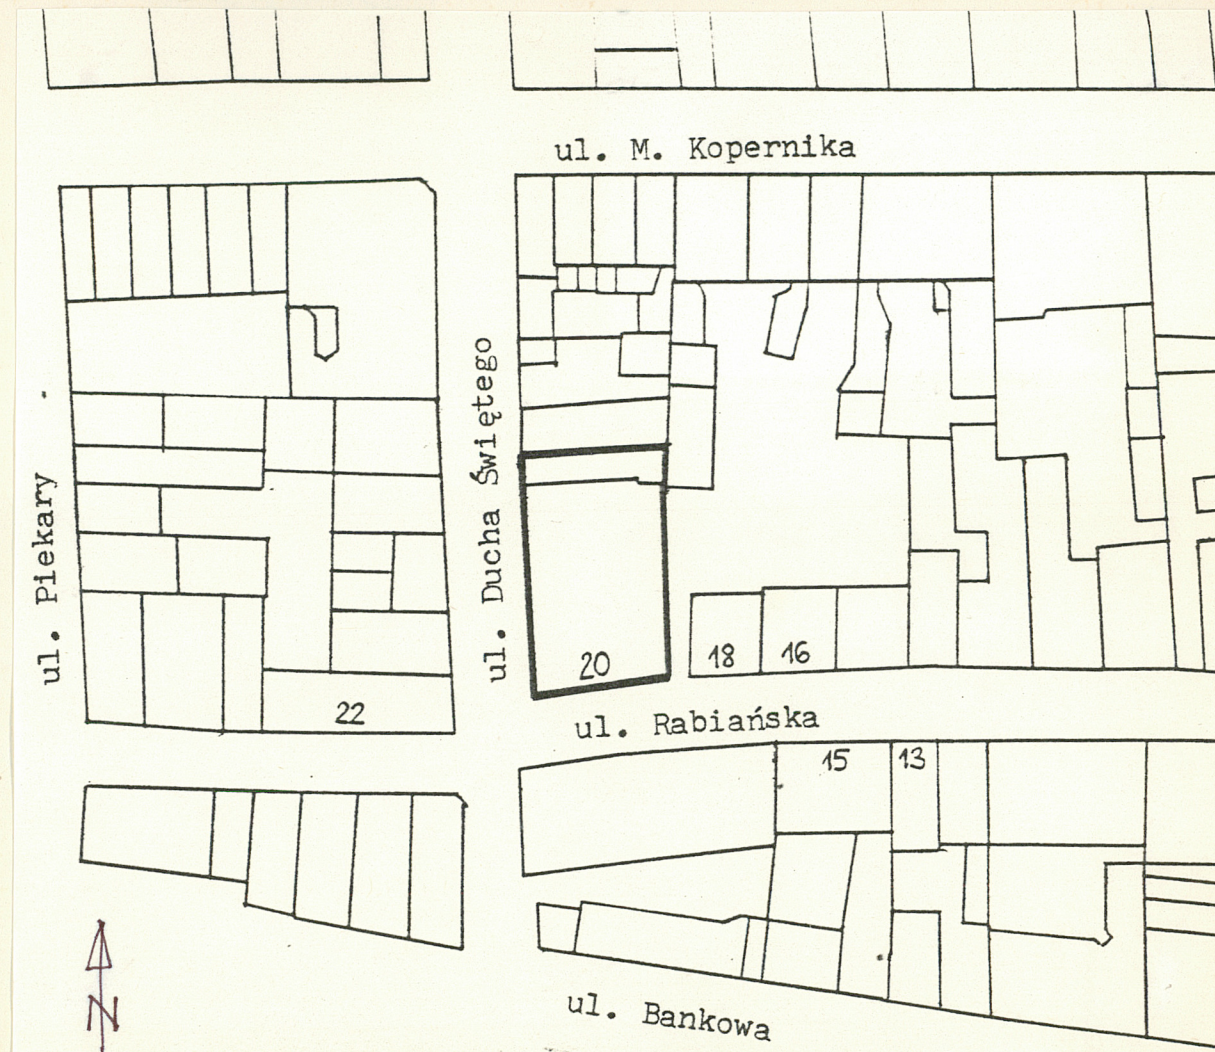 ul. M. Kopernika
ul. Piekary
ul. Ducha Świętego
20
18
16
22
ul. Rabiańska
15
13
ul. Bankowa
N